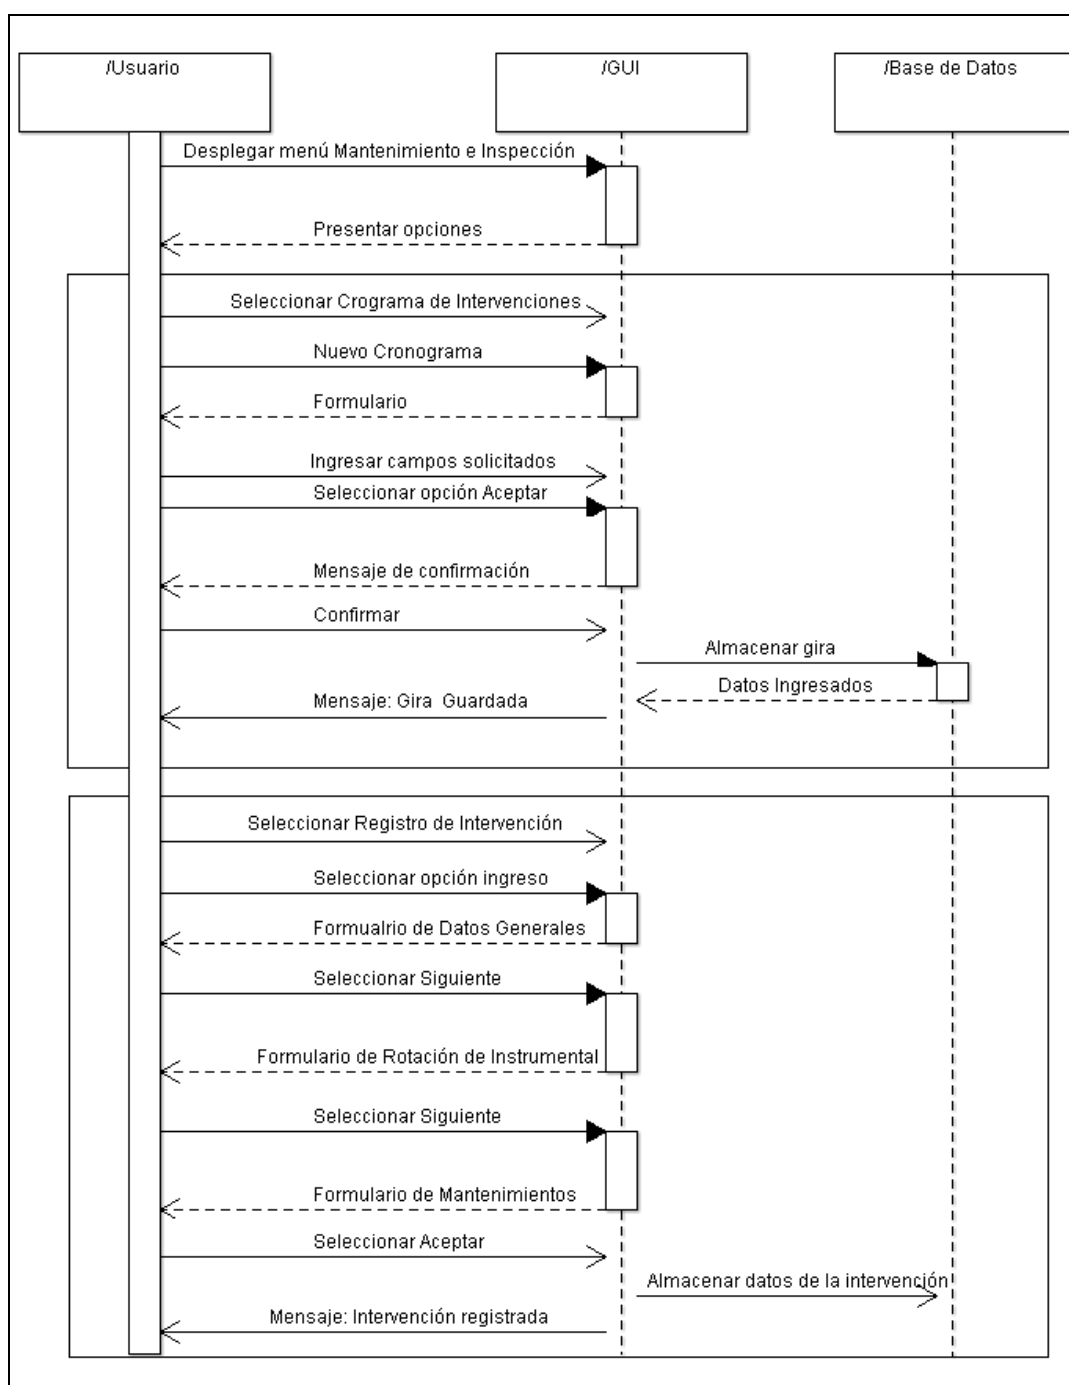 /Usuario
/GUI
/Base de Datos
Desplegar menú Mantenimiento e Inspección
Presentar opciones
Seleccionar Crograma de Intervenciones
Nuevo Cronograma
Formulario
Ingresar campos solicitados
Seleccionar opción Aceptar
Mensaje de confirmación
Confirmar
Almacenar gira
Datos Ingresados
Mensaje: Gira Guardada
Seleccionar Registro de Intervención
Seleccionar opción ingreso
Formualrio de Datos Generales
Seleccionar Siguiente
Formulario de Rotación de Instrumental
Seleccionar Siguiente
Formulario de Mantenimientos
Seleccionar Aceptar
Almacenar datos de la intervención
Mensaje: Intervención registrada